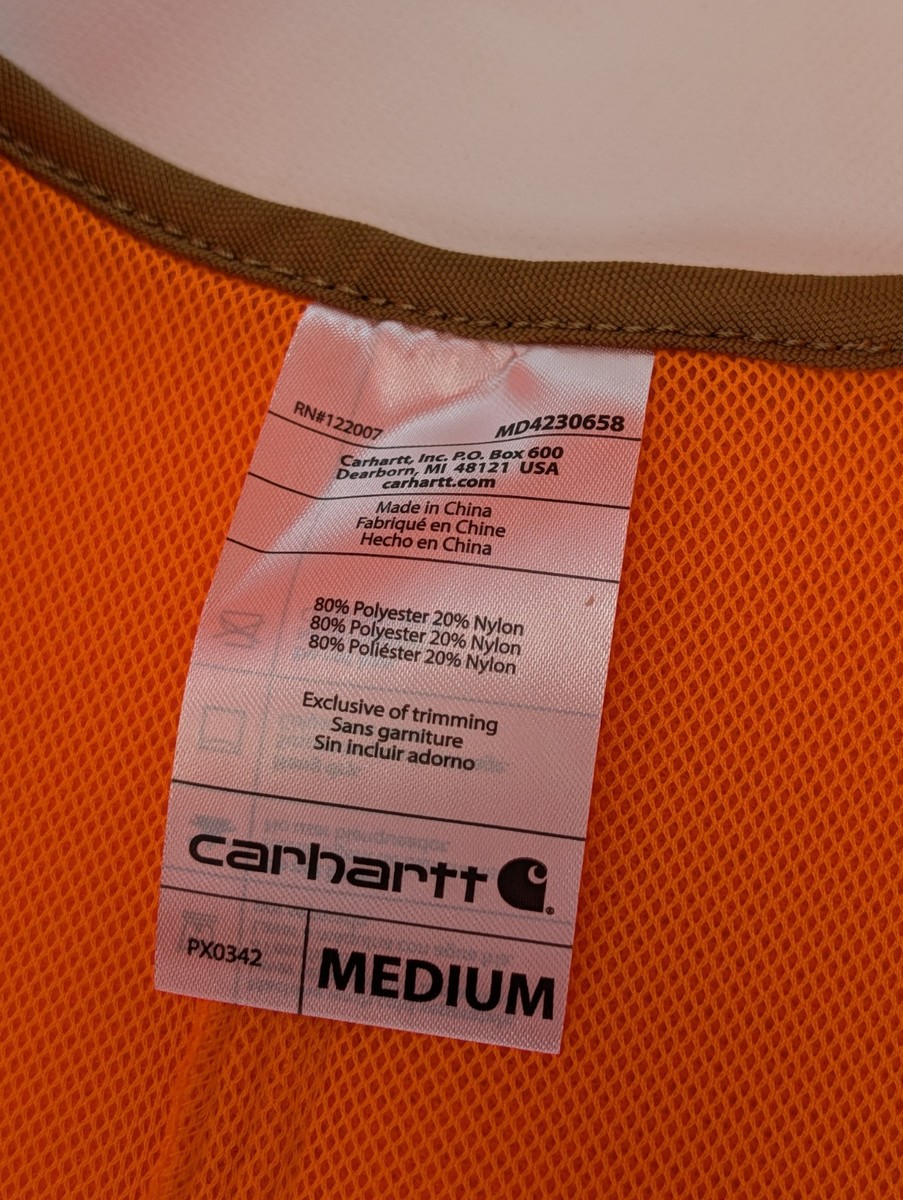 RN#122007 MD4230658
Carhartt, Inc. P.O. Box 600
Dearborn, MI 48121 USA
carhartt.com
Made in China
Fabriqué en Chine
Hecho en China
80% Polyester 20% Nylon
80% Polyester 20% Nylon
80% Poliéster 20% Nylon
Exclusive of trimming
Sans garniture
Sin incluir adorno
carhartt
PX0342 MEDIUM